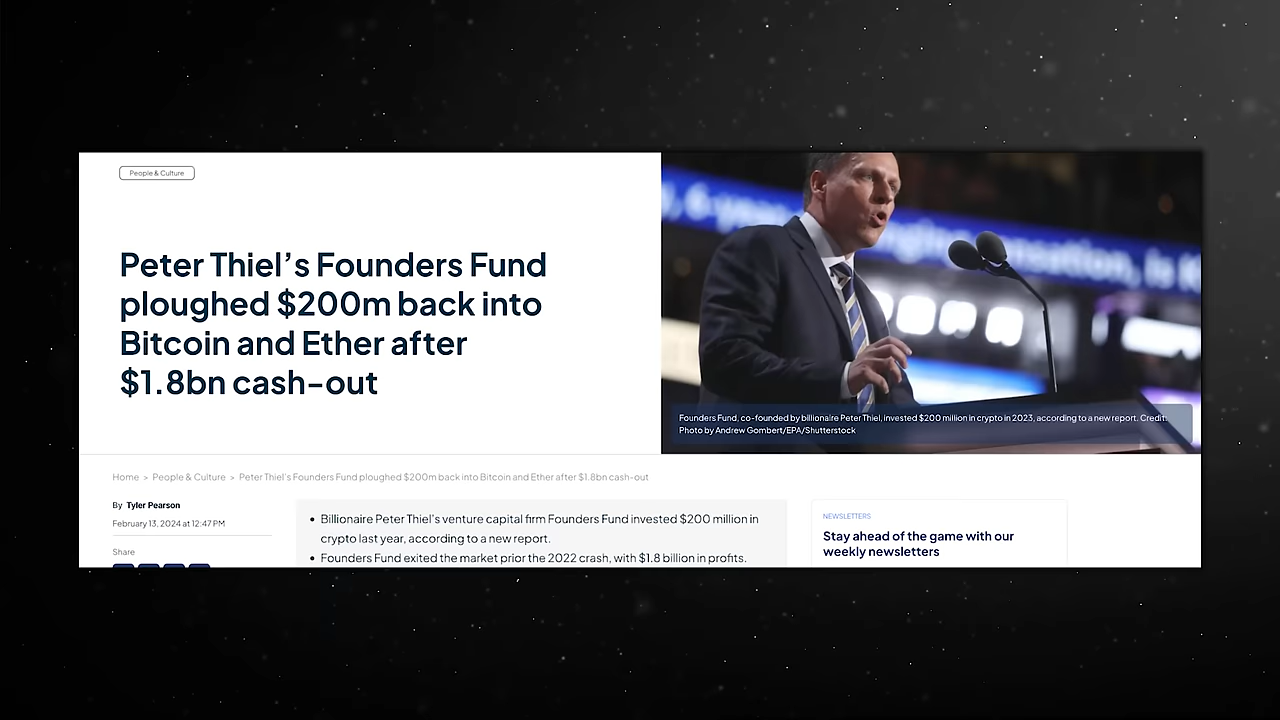 People & Culture
Peter Thiel's Founders Fund
ploughed $200m back into
Bitcoin and Ether after
$1.8bn cash-out
Founders Fund, co-founded by billionaire Peter Thiel, invested $200 million in crypto in 2023, according to a new report. Credit:
Photo by Andrew Gombert/EPA/Shutterstock
Home > People & Culture > Peter Thiel's Founders Fund ploughed $200m back into Bitcoin and Ether after $1.8bn cash-out
By Tyler Pearson
February 13, 2024 at 12:47 PM
Share
• Billionaire Peter Thiel's venture capital firm Founders Fund invested $200 million in
crypto last year, according to a new report.
• Founders Fund exited the market prior the 2022 crash, with $1.8 billion in profits.
NEWSLETTERS
Stay ahead of the game with our
weekly newsletters